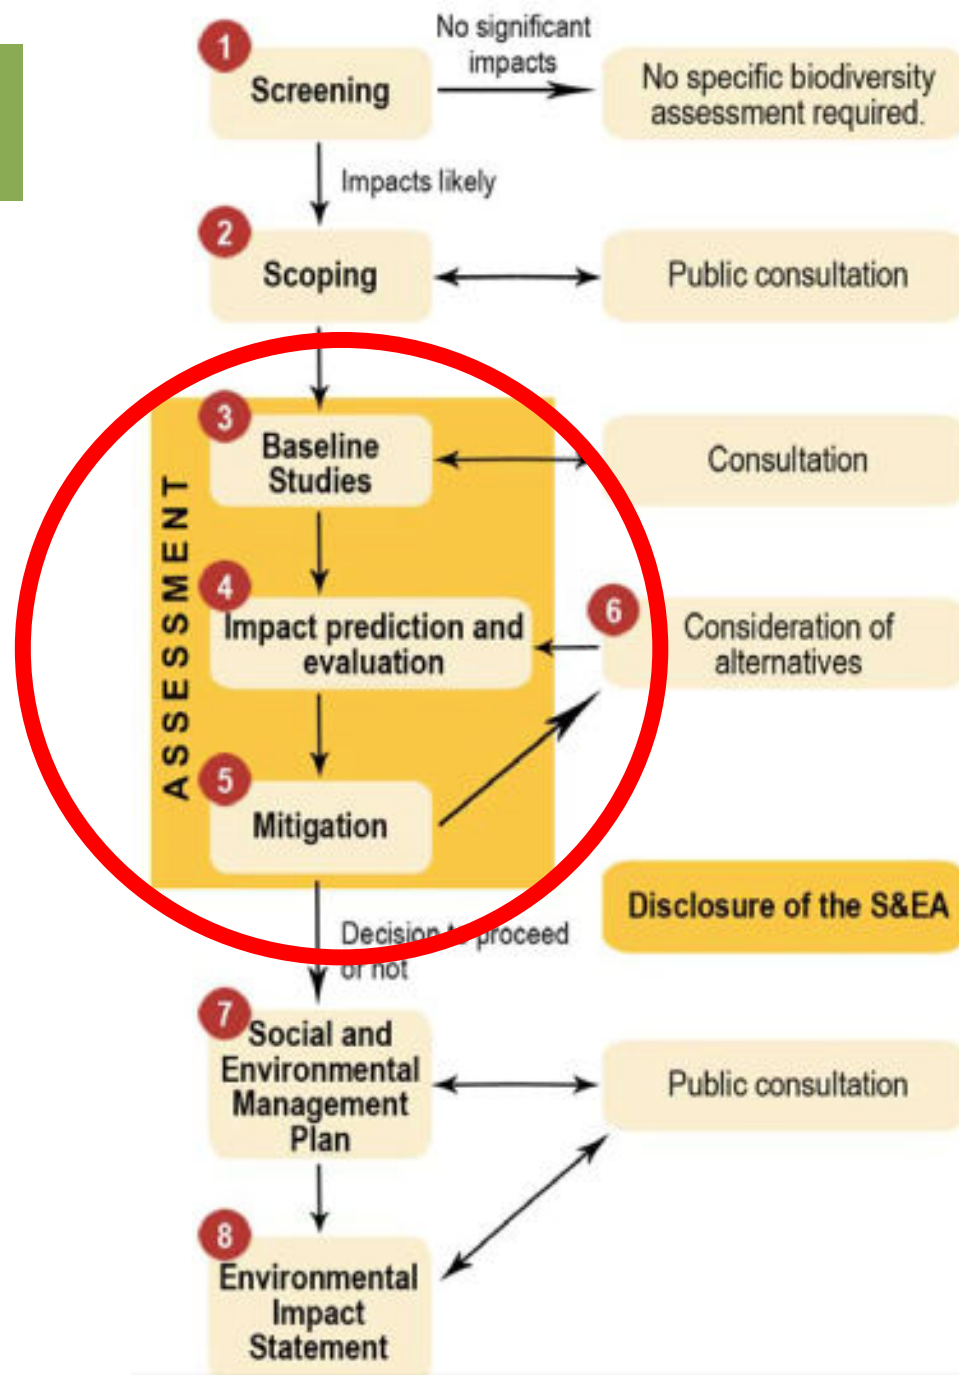 No significant
impacts
1
Screening
No specific biodiversity
assessment required.
Impacts likely
2
Scoping
Public consultation
ASSESSMENT
3
Baseline
Studies
Consultation
4
Impact prediction and
evaluation
6
Consideration of
alternatives
5
Mitigation
Disclosure of the S&EA
Decision to proceed
or not
7
Social and
Environmental
Management
Plan
Public consultation
8
Environmental
Impact
Statement